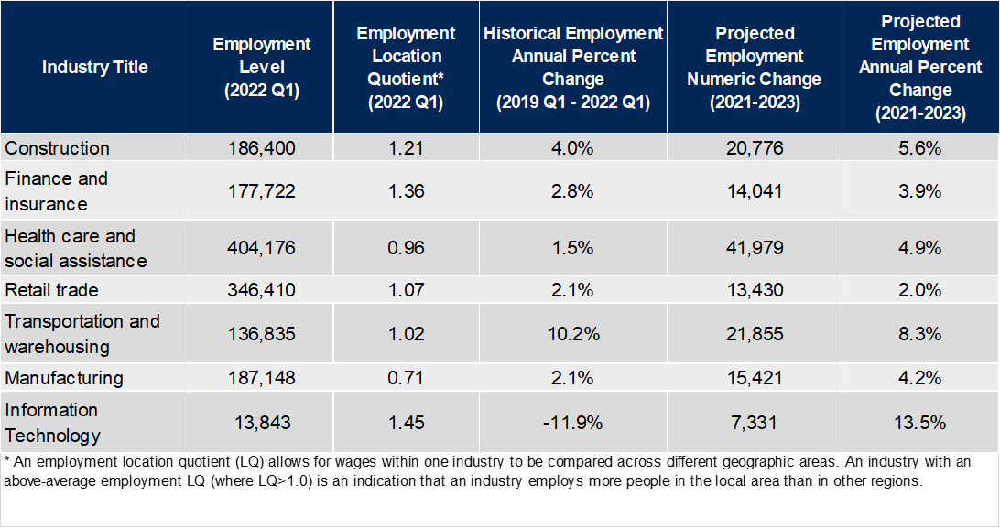 Industry Title
Employment
Level
(2022 Q1)
Employment
Location
Quotient*
(2022 Q1)
Historical Employment
Annual Percent
Change
(2019 Q1 - 2022 Q1)
Projected
Employment
Numeric Change
(2021-2023)
Projected
Employment
Annual Percent
Change
(2021-2023)
Construction 186,400 1.21 4.0% 20,776 5.6%
Finance and
insurance 177,722 1.36 2.8% 14,041 3.9%
Health care and
social assistance 404,176 0.96 1.5% 41,979 4.9%
Retail trade 346,410 1.07 2.1% 13,430 2.0%
Transportation and
warehousing 136,835 1.02 10.2% 21,855 8.3%
Manufacturing 187,148 0.71 2.1% 15,421 4.2%
Information
Technology 13,843 1.45 -11.9% 7,331 13.5%
* An employment location quotient (LQ) allows for wages within one industry to be compared across different geographic areas. An industry with an
above-average employment LQ (where LQ>1.0) is an indication that an industry employs more people in the local area than in other regions.